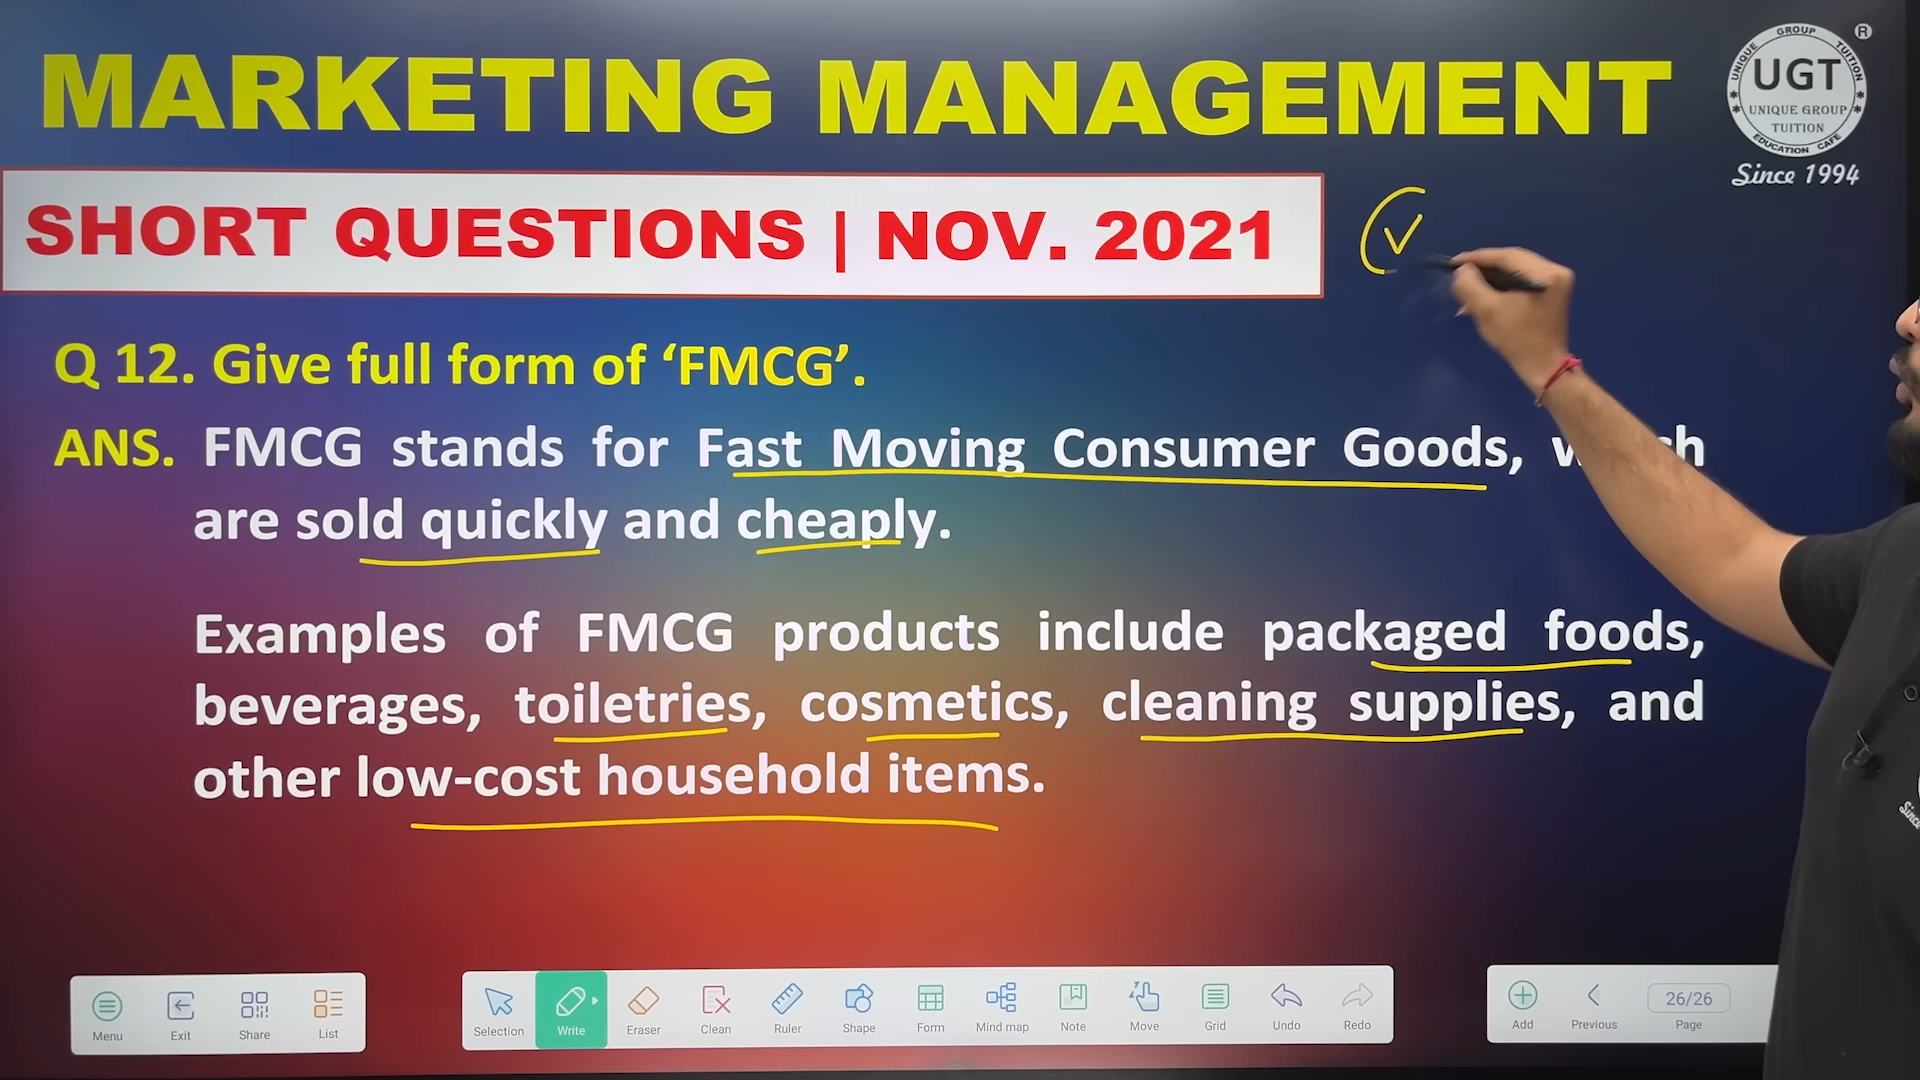 MARKETING MANAGEMENT
GROUP
UNIQUE
TUITION
®
UGT
UNIQUE GROUP
TUITION
EDUCATION CAFE
Since 1994
SHORT QUESTIONS | NOV. 2021
Q 12. Give full form of ‘FMCG’.
ANS. FMCG stands for Fast Moving Consumer Goods,
are sold quickly and cheaply.
Examples of FMCG products include packaged foods,
beverages, toiletries, cosmetics, cleaning supplies, and
other low-cost household items.
Menu Exit Share List
Selection Write Eraser Clean Ruler Shape Form Mind map Note Move Grid Undo Redo
26/26
Add Previous Page